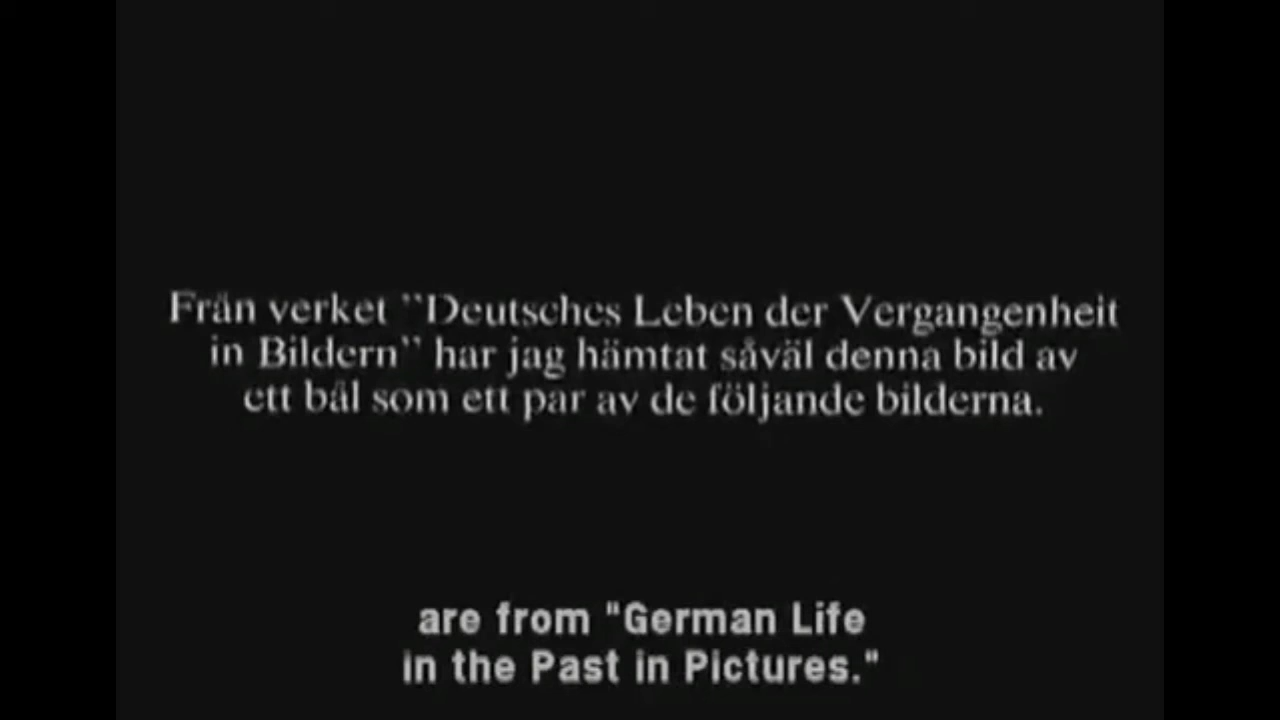 Från verket "Deutsches Leben der Vergangenheit
in Bildern" har jag hämtat såväl denna bild av
ett bål som ett par av de följande bilderna.
are from "German Life
in the Past in Pictures."